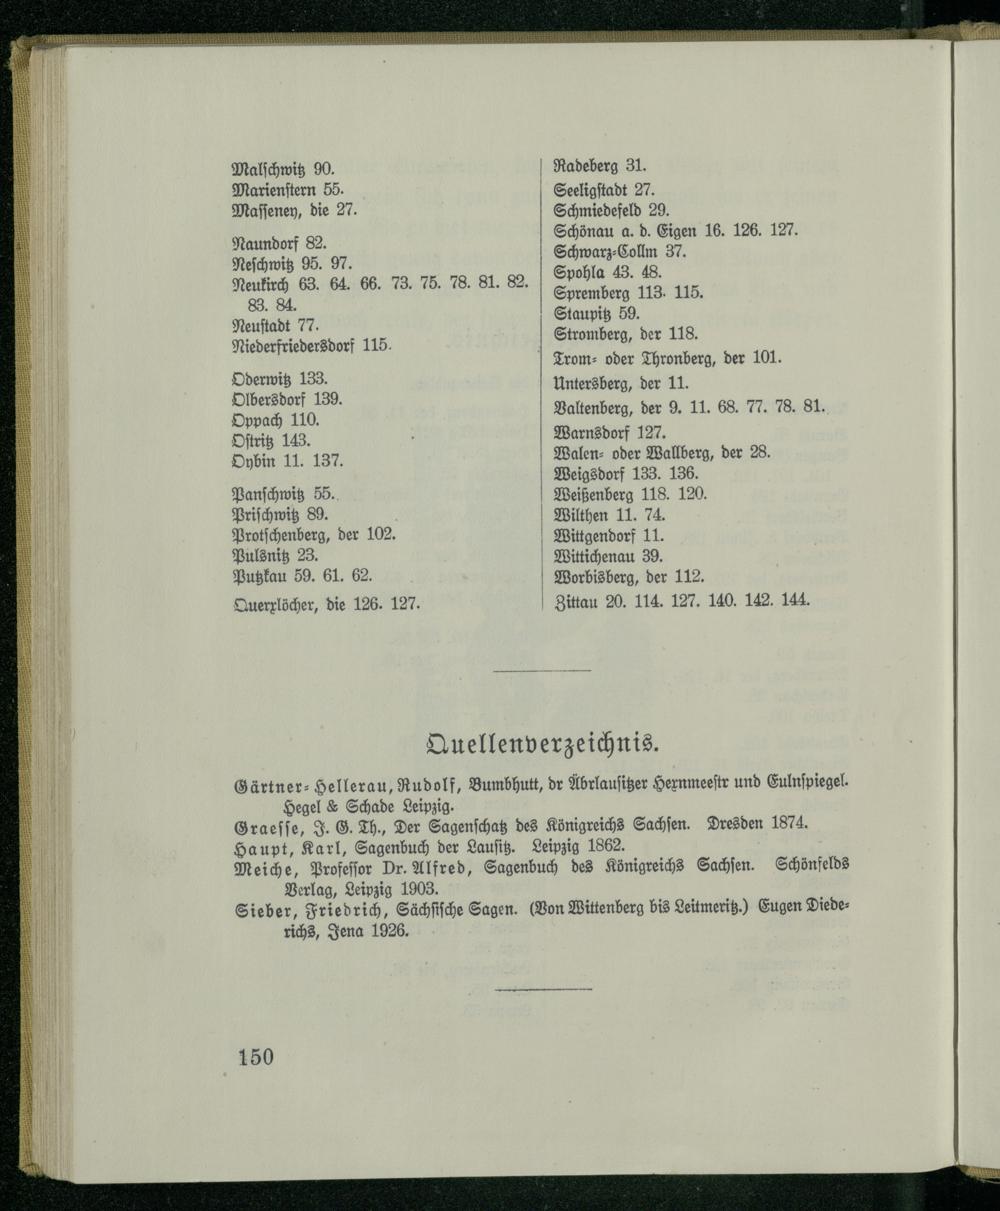 Malschwitz 90.
Marienstern 55.
Masseney, die 27.
Naundorf 82.
Neschwitz 95. 97.
Neukirch 63. 64. 66. 73. 75. 78. 81. 82.
83. 84.
Neustadt 77.
Niederfriedersdorf 115.
Oderwitz 133.
Olbersdorf 139.
Oppach 110.
Ostritz 143.
Oybin 11. 137.
Panschwitz 55.
Prischwitz 89.
Protschenberg, der 102.
Pulsnitz 23.
Putzkau 59. 61. 62.
Querxlöcher, die 126. 127.
Radeberg 31.
Seeligstadt 27.
Schmiedefeld 29.
Schönau a. d. Eigen 16. 126. 127.
Schwarz-Collm 37.
Spohla 43. 48.
Spremberg 113. 115.
Staupitz 59.
Stromberg, der 118.
Trom- oder Thronberg, der 101.
Untersberg, der 11.
Valtenberg, der 9. 11. 68. 77. 78. 81.
Warnsdorf 127.
Walen- oder Wallberg, der 28.
Weigsdorf 133. 136.
Weißenberg 118. 120.
Wilthen 11. 74.
Wittgendorf 11.
Wittichenau 39.
Worbisberg, der 112.
Zittau 20. 114. 127. 140. 142. 144.
Quellenverzeichnis.
Gärtner-Hellerau, Rudolf, Bumbhutt, dr Äbrlausitzer Hexnmeestr und Eulnspiegel.
Hegel & Schade Leipzig.
Graesse, J. G. Th., Der Sagenschatz des Königreichs Sachsen. Dresden 1874.
Haupt, Karl, Sagenbuch der Lausitz. Leipzig 1862.
Meiche, Professor Dr. Alfred, Sagenbuch des Königreichs Sachsen. Schönfelds
Verlag, Leipzig 1903.
Sieber, Friedrich, Sächsische Sagen. (Von Wittenberg bis Leitmeritz.) Eugen Diede-
richs, Jena 1926.
150